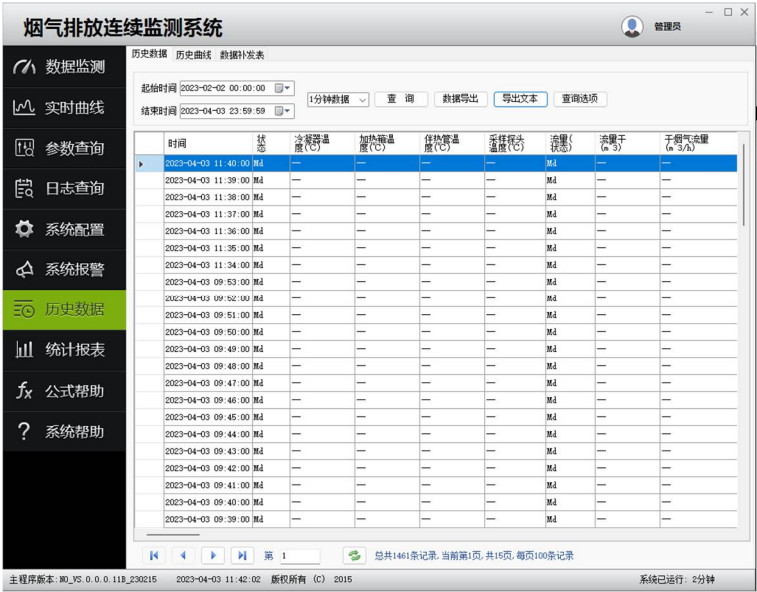 烟气排放连续监测系统
管理员
数据监测
实时曲线
参数查询
日志查询
系统配置
系统报警
历史数据
统计报表
公式帮助
系统帮助
历史数据 历史曲线 数据补发表
起始时间 2023-02-02 00:00:00
结束时间 2023-04-03 23:59:59
1分钟数据 查 询 数据导出 导出文本 查询选项
时间 状态 冷凝器温度(℃) 加热箱温度(℃) 伴热管温度(℃) 采样探头温度(℃) 流量(状态) 流量干(m3) 干烟气流量(m3/h)
2023-04-03 11:40:00 Md — — — — Md — —
2023-04-03 11:39:00 Md — — — — Md — —
2023-04-03 11:38:00 Md — — — — Md — —
2023-04-03 11:37:00 Md — — — — Md — —
2023-04-03 11:36:00 Md — — — — Md — —
2023-04-03 11:35:00 Md — — — — Md — —
2023-04-03 11:34:00 Md — — — — Md — —
2023-04-03 09:53:00 Md — — — — Md — —
2023-04-03 09:52:00 Md — — — — Md — —
2023-04-03 09:51:00 Md — — — — Md — —
2023-04-03 09:50:00 Md — — — — Md — —
2023-04-03 09:49:00 Md — — — — Md — —
2023-04-03 09:48:00 Md — — — — Md — —
2023-04-03 09:47:00 Md — — — — Md — —
2023-04-03 09:46:00 Md — — — — Md — —
2023-04-03 09:45:00 Md — — — — Md — —
2023-04-03 09:44:00 Md — — — — Md — —
2023-04-03 09:43:00 Md — — — — Md — —
2023-04-03 09:42:00 Md — — — — Md — —
2023-04-03 09:41:00 Md — — — — Md — —
2023-04-03 09:40:00 Md — — — — Md — —
2023-04-03 09:39:00 Md — — — — Md — —
第 1 总共1461条记录,当前第1页,共15页,每页100条记录
主程序版本:NO_VS.0.0.0.11B_230215 2023-04-03 11:42:02 版权所有 (C) 2015 系统已运行: 2分钟